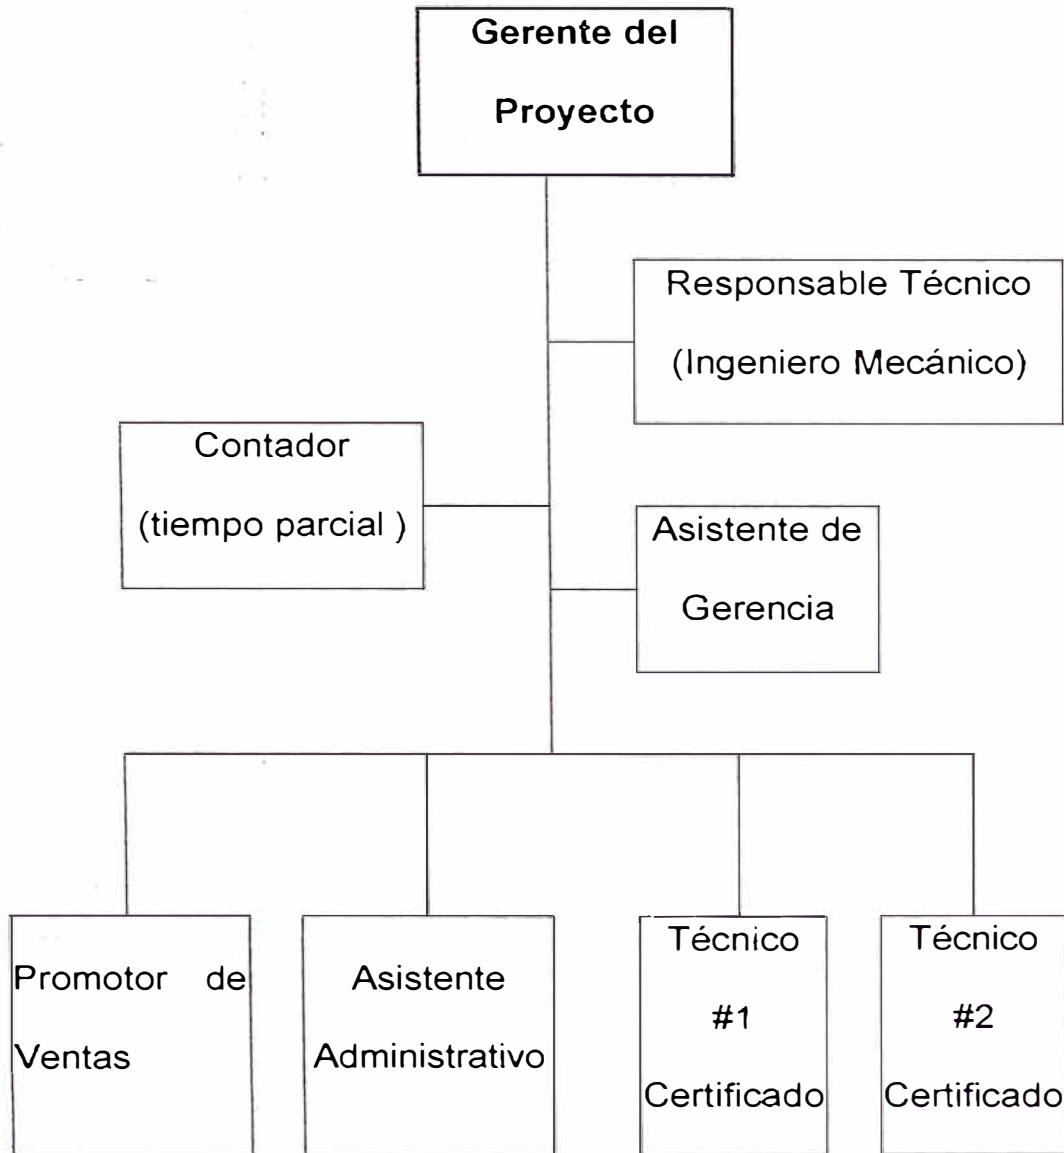 Gerente del
Proyecto
Responsable Técnico
(Ingeniero Mecánico)
Contador
(tiempo parcial )
Asistente de
Gerencia
Promotor de
Ventas
Asistente
Administrativo
Técnico
#1
Certificado
Técnico
#2
Certificado